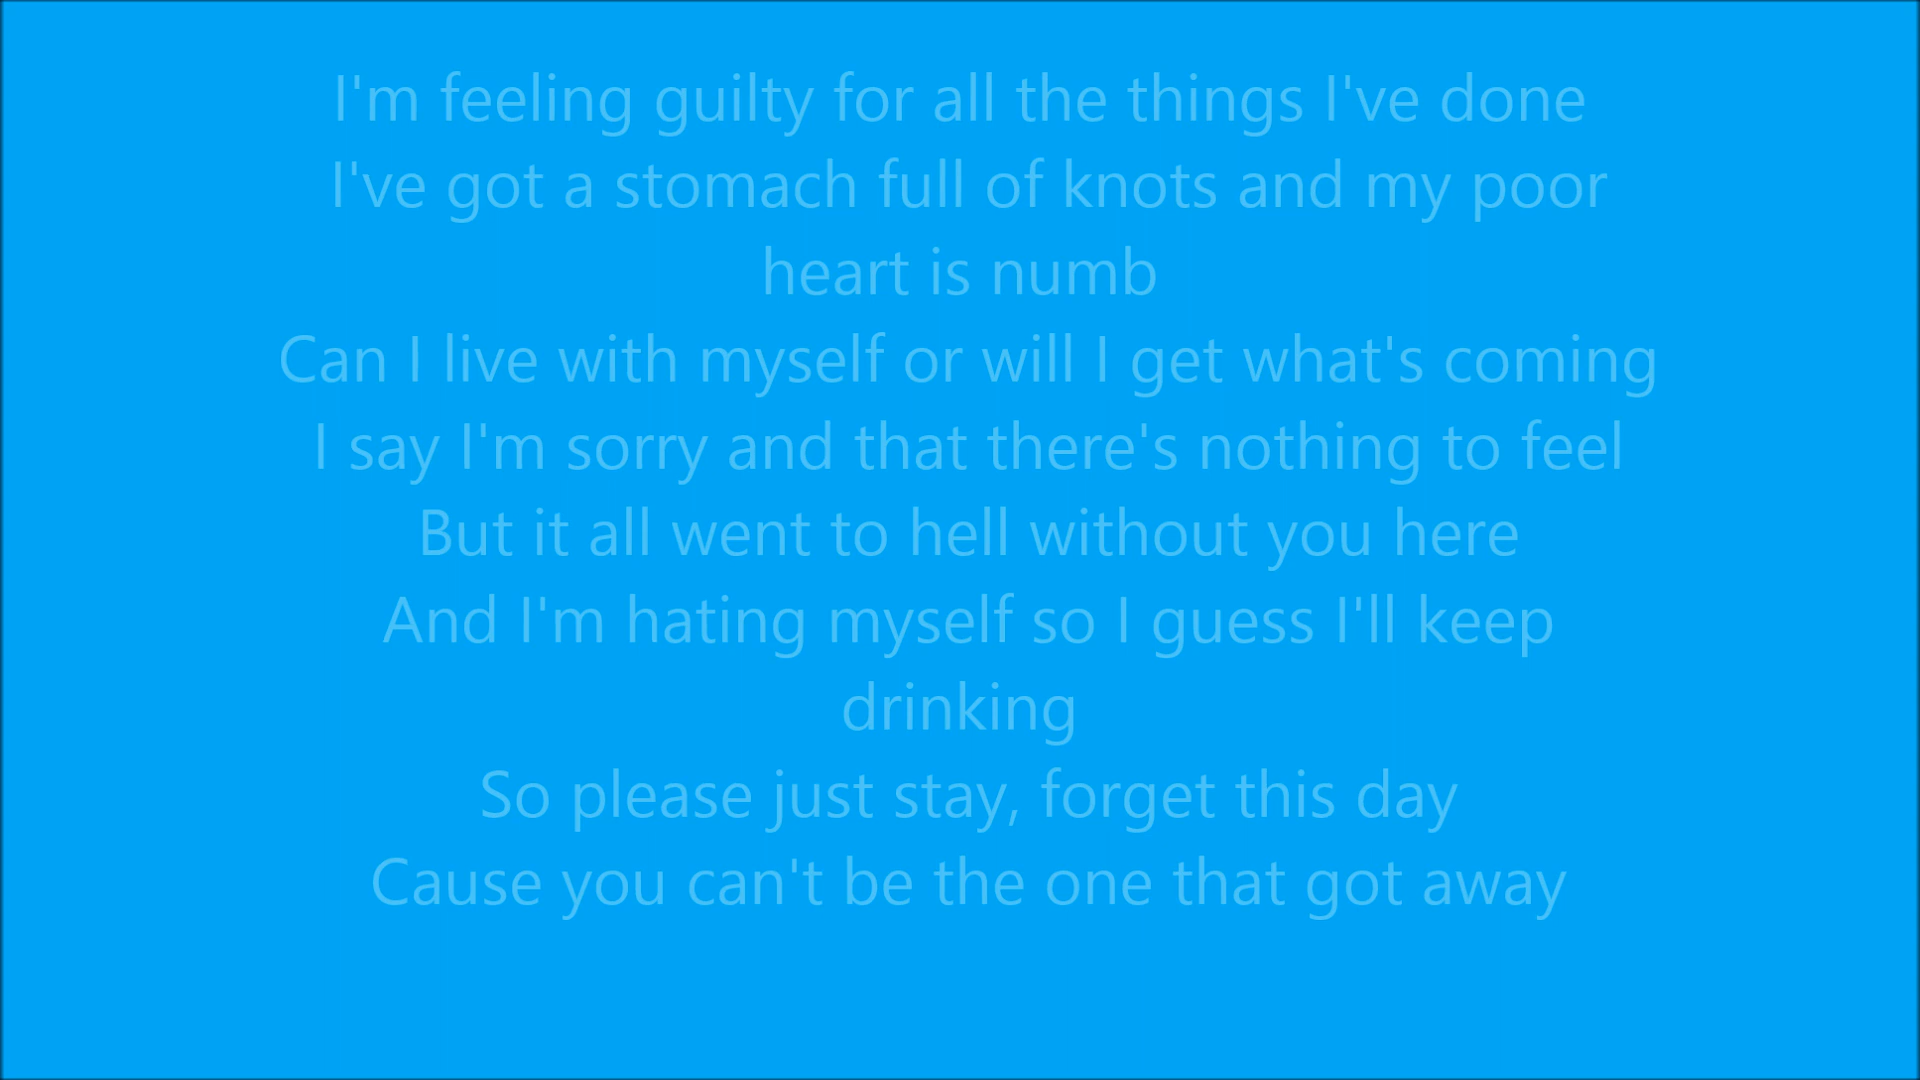 I'm feeling guilty for all the things I've done
I've got a stomach full of knots and my poor
heart is numb
Can I live with myself or will I get what's coming
I say I'm sorry and that there's nothing to feel
But it all went to hell without you here
And I'm hating myself so I guess I'll keep
drinking
So please just stay, forget this day
Cause you can't be the one that got away